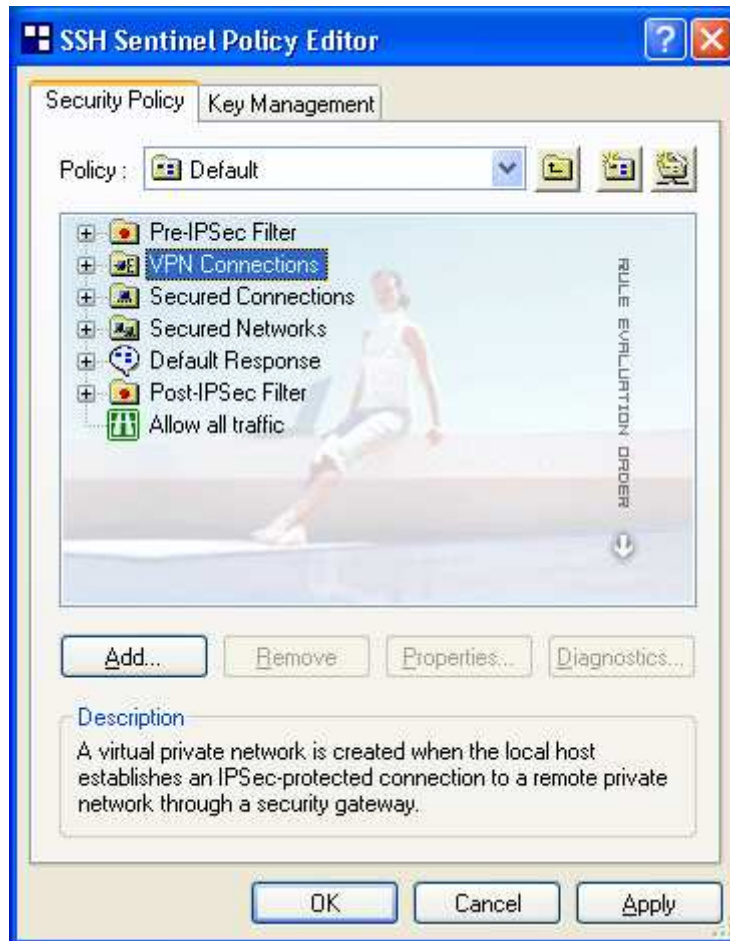 SSH Sentinel Policy Editor
Security Policy
Key Management
Policy :
Default
Pre-IPSec Filter
VPN Connections
Secured Connections
Secured Networks
Default Response
Post-IPSec Filter
Allow all traffic
RULE EVALUATION ORDER
Add...
Remove
Properties...
Diagnostics...
Description
A virtual private network is created when the local host
establishes an IPSec-protected connection to a remote private
network through a security gateway.
OK
Cancel
Apply